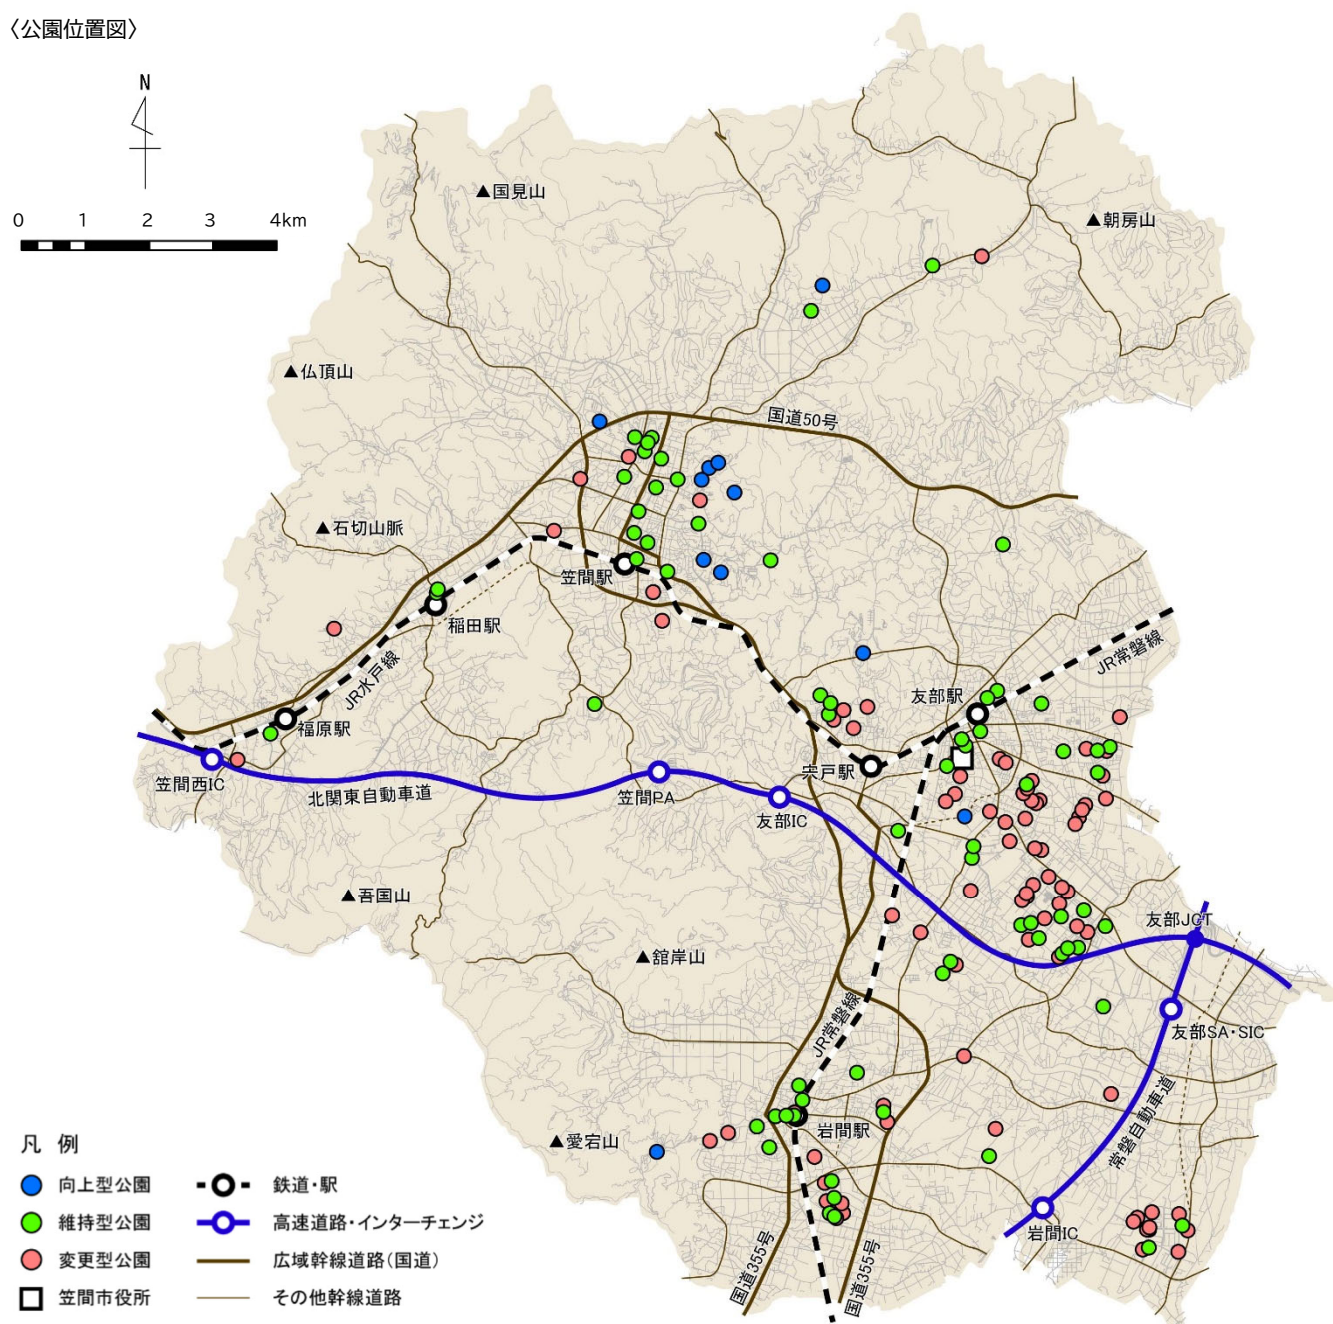 〈公園位置図〉
N
0 1 2 3 4km
▲国見山
▲朝房山
▲仏頂山
国道50号
▲石切山脈
笠間駅
稲田駅
JR水戸線
JR常磐線
友部駅
福原駅
宍戸駅
笠間西IC
北関東自動車道
笠間PA
友部IC
▲吾国山
友部JCT
▲舘岸山
JR常磐線
友部SA・SIC
常磐自動車道
岩間駅
▲愛宕山
岩間IC
国道355号
国道355号
凡 例
向上型公園
維持型公園
変更型公園
笠間市役所
鉄道・駅
高速道路・インターチェンジ
広域幹線道路(国道)
その他幹線道路